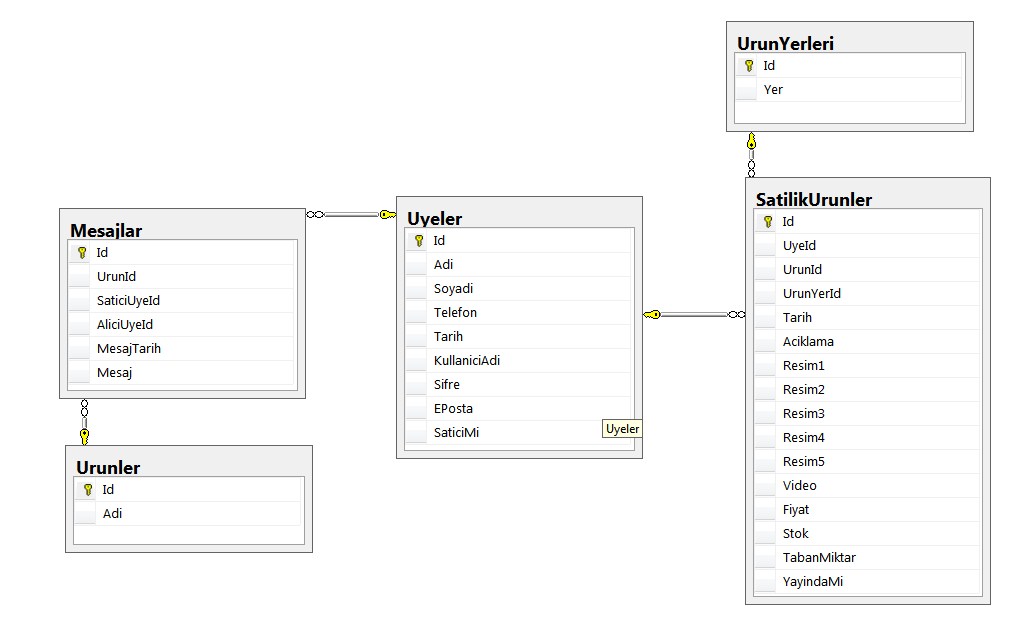 UrunYerleri
Id
Yer
Mesajlar
Id
UrunId
SaticiUyeId
AliciUyeId
MesajTarih
Mesaj
Uyeler
Id
Adi
Soyadi
Telefon
Tarih
KullaniciAdi
Sifre
EPosta
SaticiMi
Uyeler
SatilikUrunler
Id
UyeId
UrunId
UrunYerId
Tarih
Aciklama
Resim1
Resim2
Resim3
Resim4
Resim5
Video
Fiyat
Stok
TabanMiktar
YayindaMi
Urunler
Id
Adi